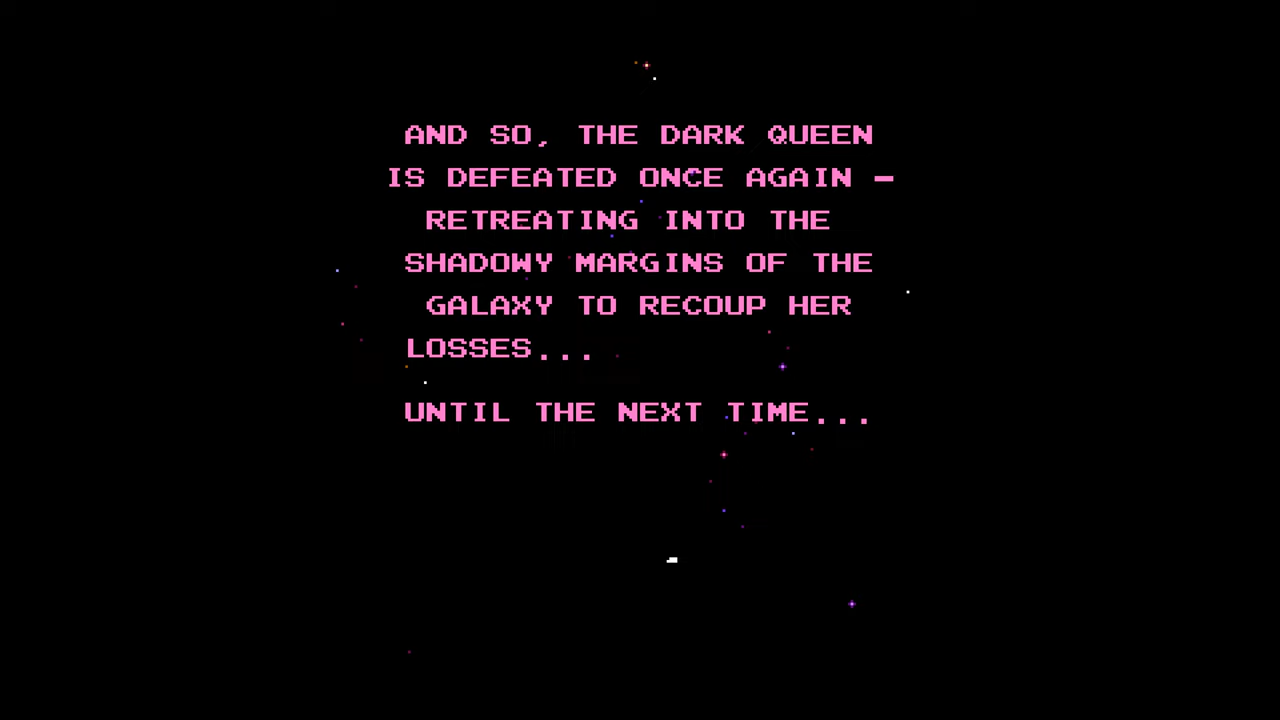 AND SO, THE DARK QUEEN
IS DEFEATED ONCE AGAIN –
RETREATING INTO THE
SHADOWY MARGINS OF THE
GALAXY TO RECOUP HER
LOSSES...
UNTIL THE NEXT TIME...